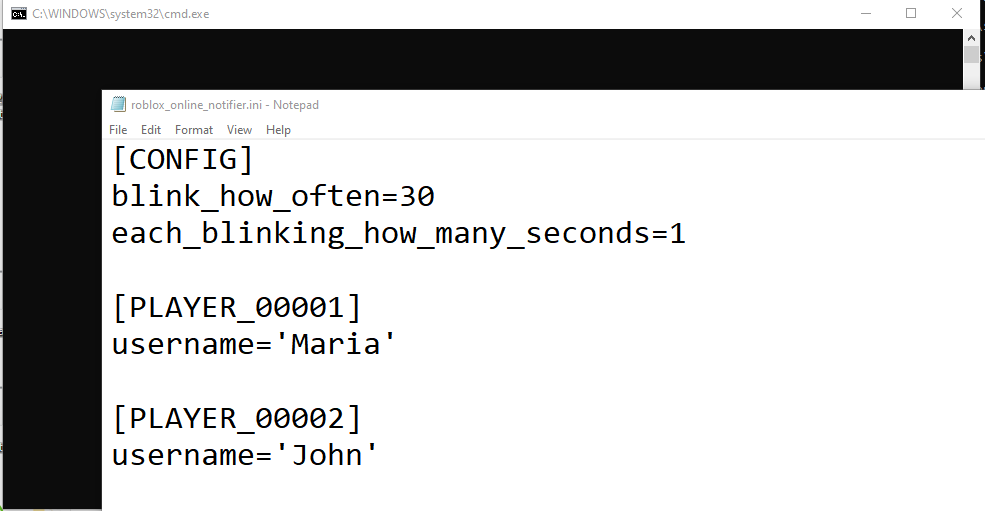 C:\WINDOWS\system32\cmd.exe
roblox_online_notifier.ini - Notepad
File Edit Format View Help
[CONFIG]
blink_how_often=30
each_blinking_how_many_seconds=1
[PLAYER_00001]
username='Maria'
[PLAYER_00002]
username='John'